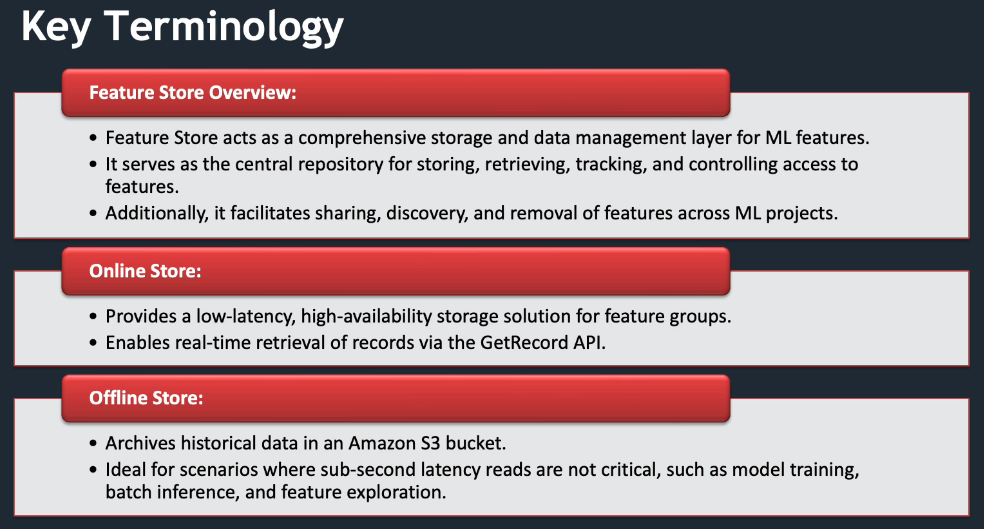 Key Terminology
Feature Store Overview:
• Feature Store acts as a comprehensive storage and data management layer for ML features.
• It serves as the central repository for storing, retrieving, tracking, and controlling access to
features.
• Additionally, it facilitates sharing, discovery, and removal of features across ML projects.
Online Store:
• Provides a low-latency, high-availability storage solution for feature groups.
• Enables real-time retrieval of records via the GetRecord API.
Offline Store:
• Archives historical data in an Amazon S3 bucket.
• Ideal for scenarios where sub-second latency reads are not critical, such as model training,
batch inference, and feature exploration.